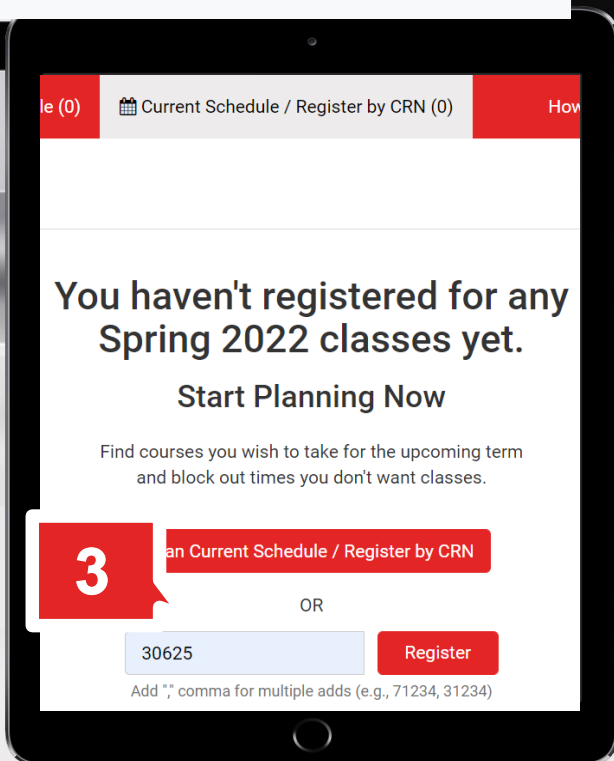 le (0)
Current Schedule / Register by CRN (0)
How
You haven't registered for any
Spring 2022 classes yet.
Start Planning Now
Find courses you wish to take for the upcoming term
and block out times you don't want classes.
3
an Current Schedule / Register by CRN
OR
30625
Register
Add "," comma for multiple adds (e.g., 71234, 31234)